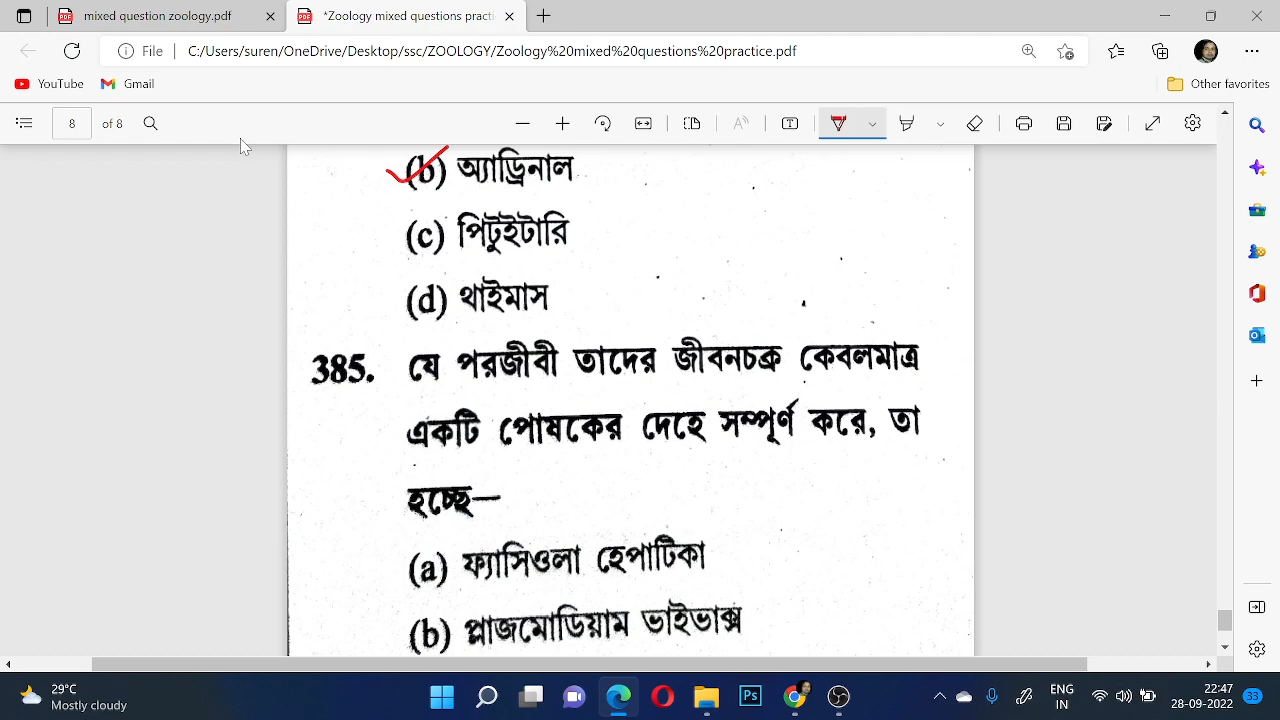 mixed zoology.pdf
*Zoology mixed questions practice
File
C:/Users/suren/OneDrive/Desktop/ssc/ZOOLOGY/Zoology%20mixed%20questions%20practice.pdf
YouTube
Gmail
Other favorites
8 of 8
(b) অ্যাড্রিনাল
(c) পিটুইটারি
(d) থাইমাস
385. যে পরজীবী তাদের জীবনচক্র কেবলমাত্র
একটি পোষকের দেহে সম্পূর্ণ করে, তা
হচ্ছে—
(a) ফ্যাসিওলা হেপাটিকা
(b) প্লাজমোডিয়াম ভাইভাক্স
29°C
Mostly cloudy
ENG
IN
22:47
28-09-2022
33